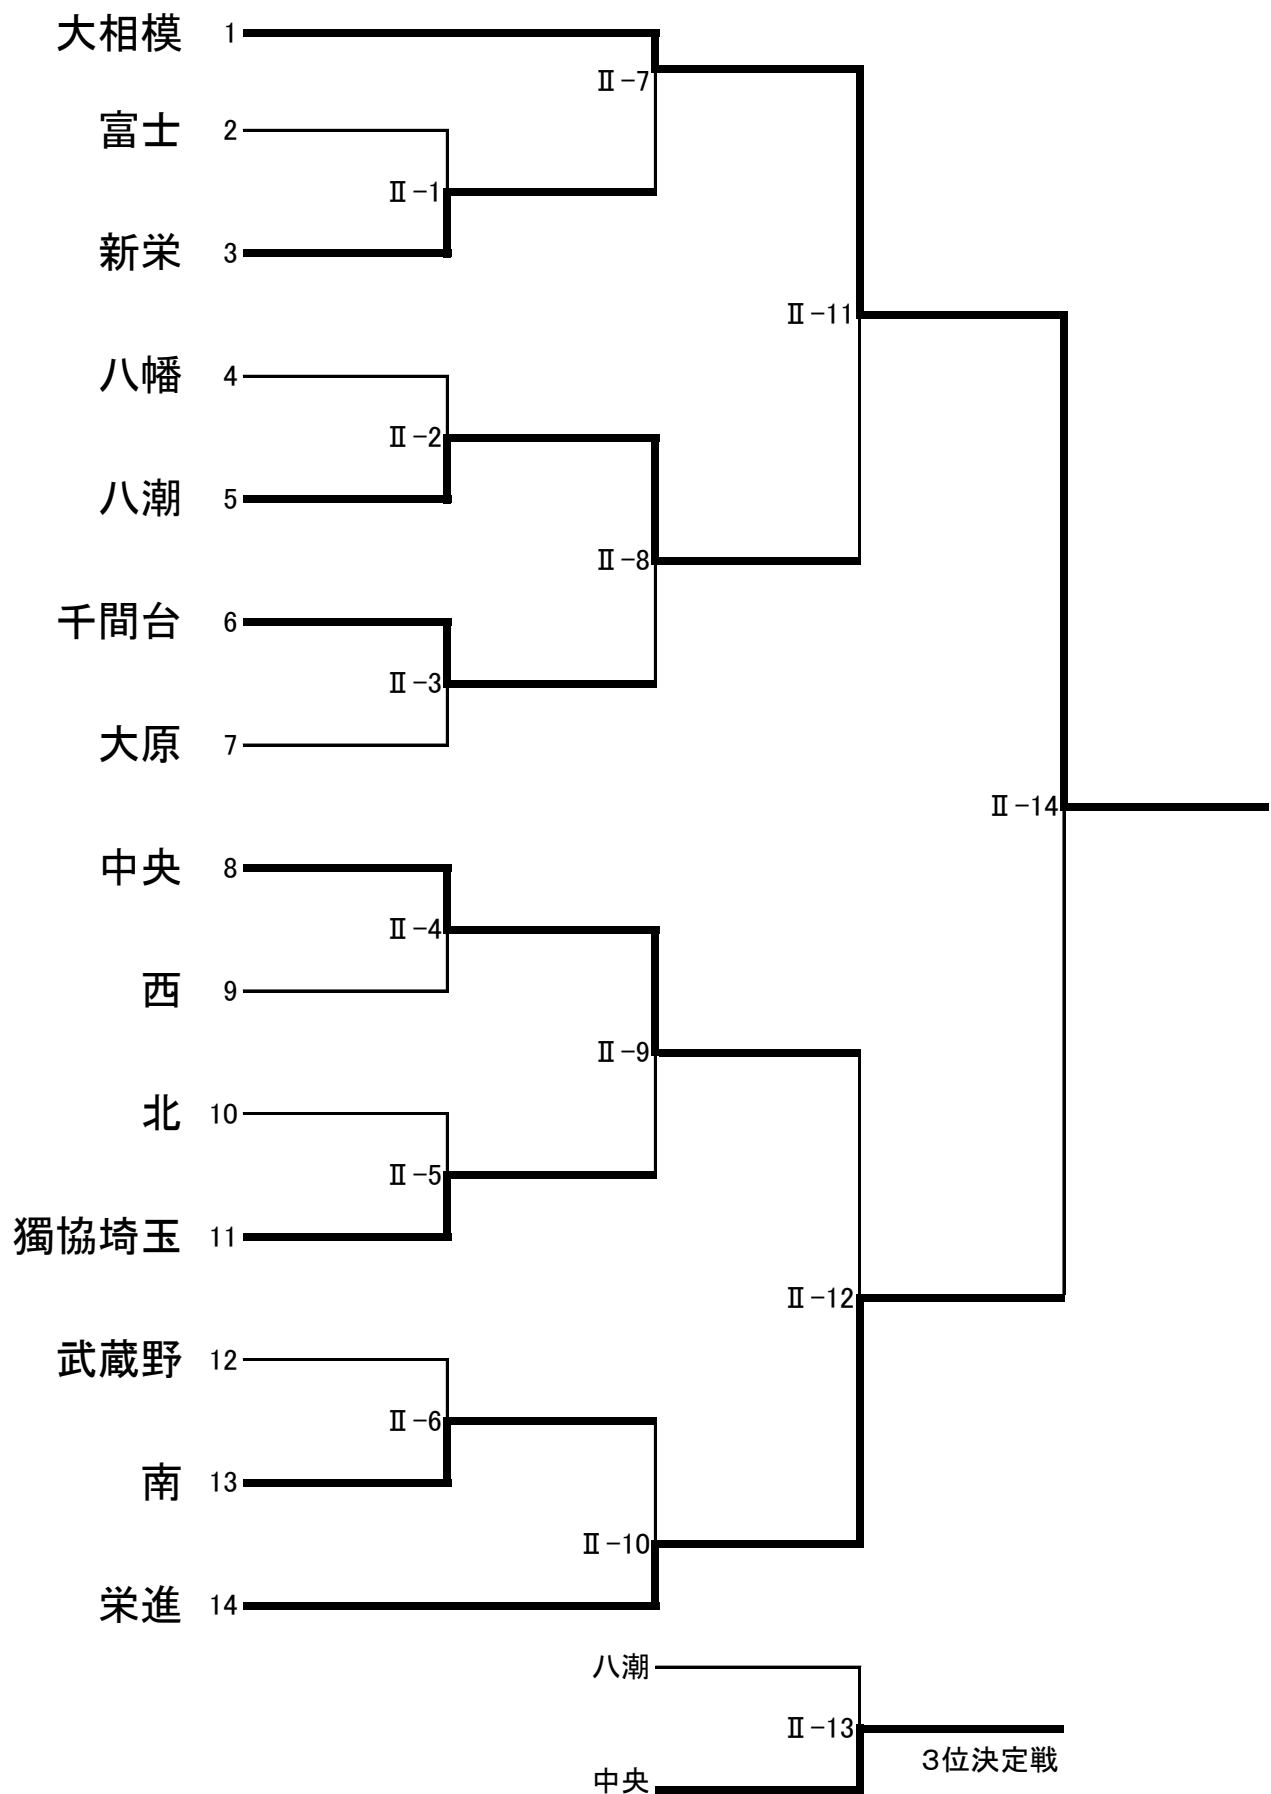 大相模 1
Ⅱ-7
富士 2
Ⅱ-1
新栄 3
Ⅱ-11
八幡 4
Ⅱ-2
八潮 5
Ⅱ-8
千間台 6
Ⅱ-3
大原 7
Ⅱ-14
中央 8
Ⅱ-4
西 9
Ⅱ-9
北 10
Ⅱ-5
獨協埼玉 11
Ⅱ-12
武蔵野 12
Ⅱ-6
南 13
Ⅱ-10
栄進 14
八潮
Ⅱ-13
3位決定戦
中央